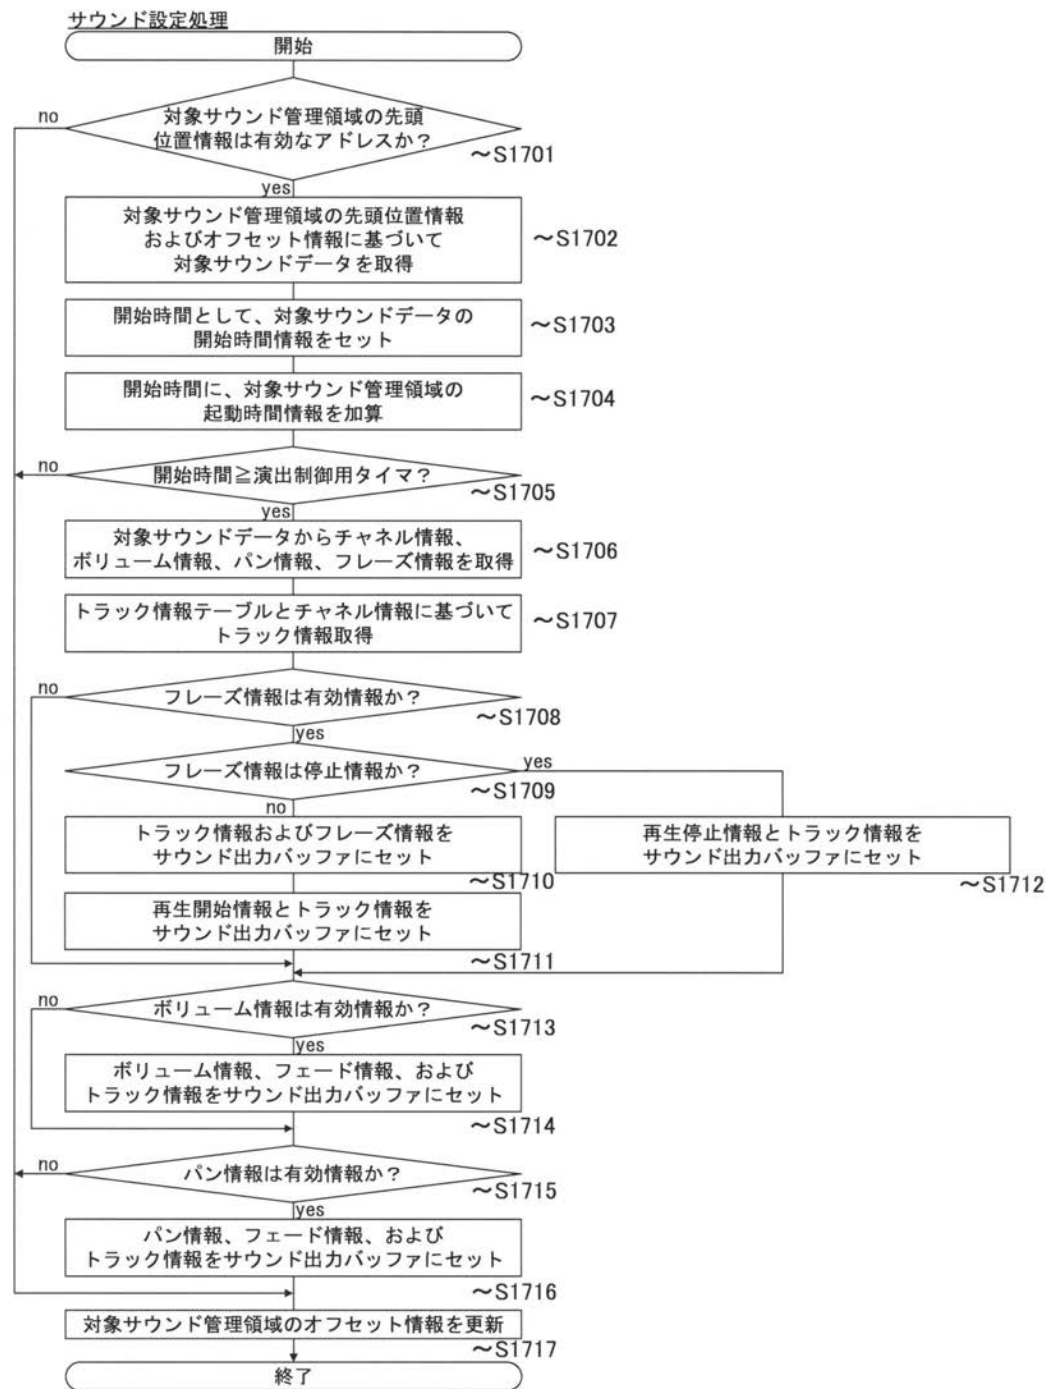 サウンド設定処理
開始
no
対象サウンド管理領域の先頭
位置情報は有効なアドレスか？
～S1701
yes
対象サウンド管理領域の先頭位置情報
およびオフセット情報に基づいて
対象サウンドデータを取得
～S1702
開始時間として、対象サウンドデータの
開始時間情報をセット
～S1703
開始時間に、対象サウンド管理領域の
起動時間情報を加算
～S1704
no
開始時間≧演出制御用タイマ？
～S1705
yes
対象サウンドデータからチャネル情報、
ボリューム情報、パン情報、フレーズ情報を取得
～S1706
トラック情報テーブルとチャネル情報に基づいて
トラック情報取得
～S1707
no
フレーズ情報は有効情報か？
～S1708
yes
フレーズ情報は停止情報か？
yes
～S1709
no
トラック情報およびフレーズ情報を
サウンド出力バッファにセット
～S1710
再生停止情報とトラック情報を
サウンド出力バッファにセット
～S1712
再生開始情報とトラック情報を
サウンド出力バッファにセット
～S1711
no
ボリューム情報は有効情報か？
～S1713
yes
ボリューム情報、フェード情報、および
トラック情報をサウンド出力バッファにセット
～S1714
no
パン情報は有効情報か？
～S1715
yes
パン情報、フェード情報、および
トラック情報をサウンド出力バッファにセット
～S1716
対象サウンド管理領域のオフセット情報を更新
～S1717
終了